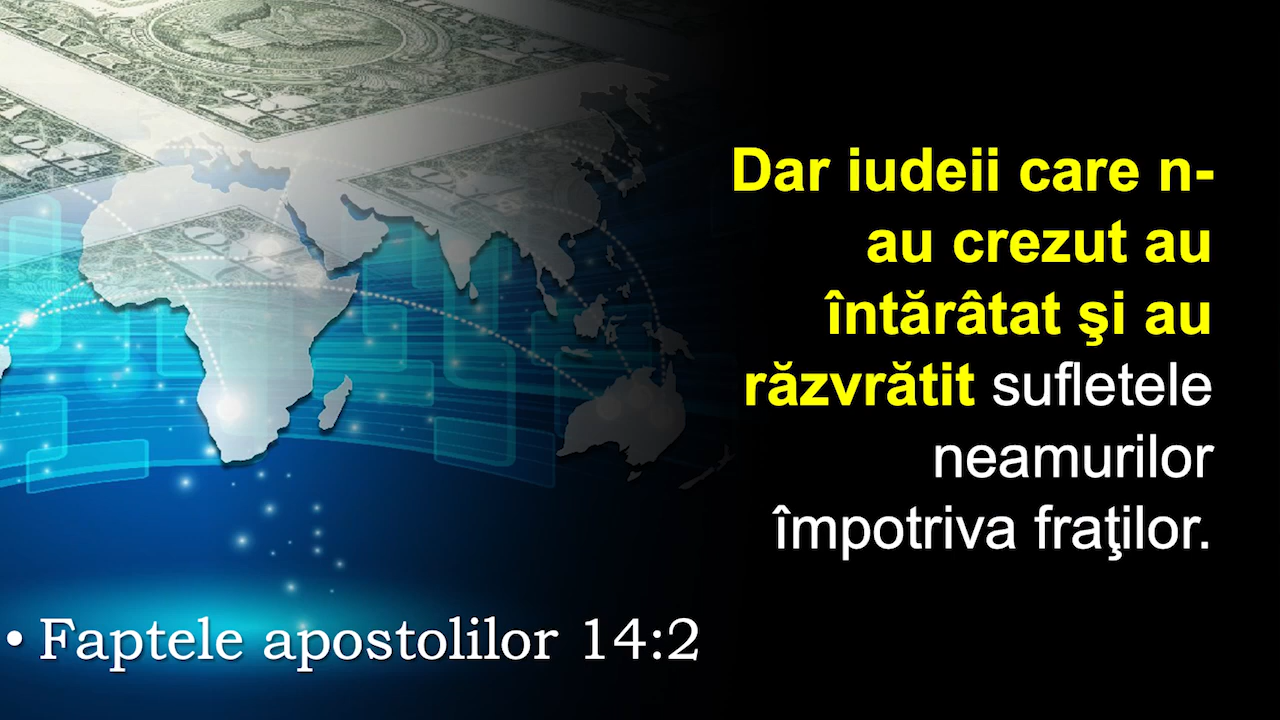 Dar iudeii care n-
au crezut au
întărâtat şi au
răzvrătit sufletele
neamurilor
împotriva fraţilor.
• Faptele apostolilor 14:2